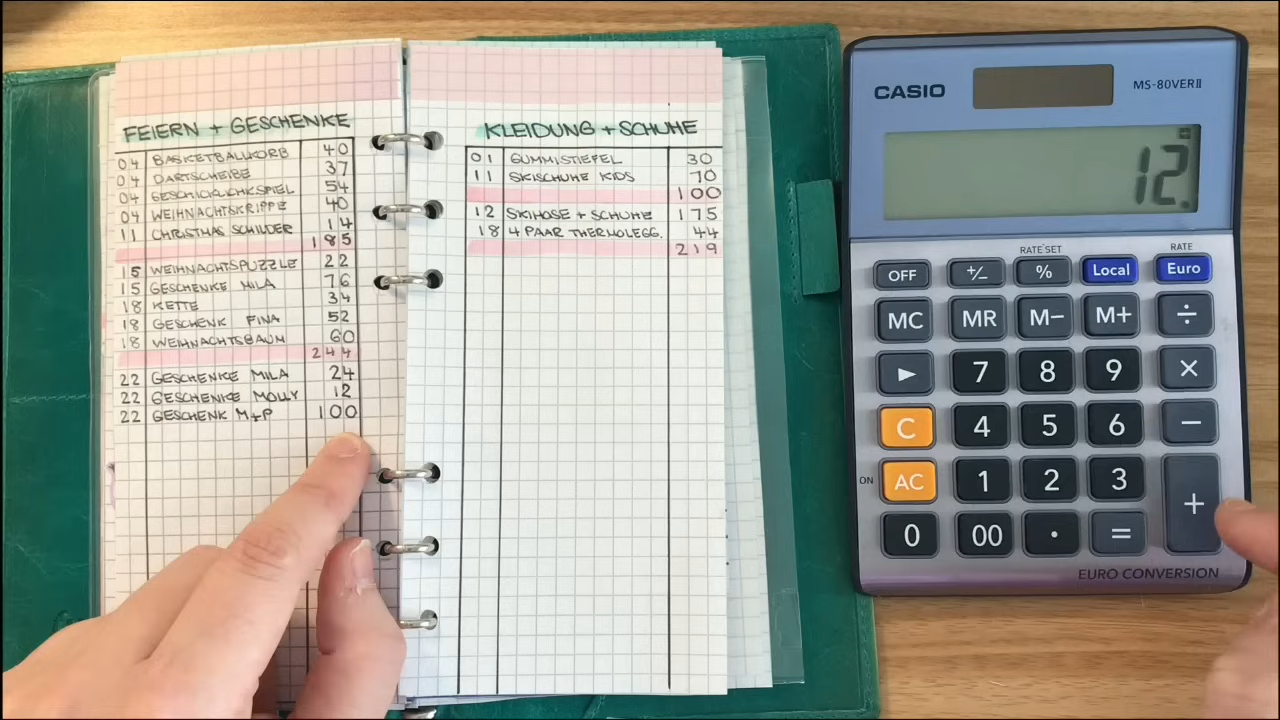 FEIERN + GESCHENKE
04 BASKETBALLKORB 40
04 DARTSCHEIBE 37
04 GESCHICKLICHKSPIEL 54
04 WEIHNACHTSKRIPPE 40
11 CHRISTMAS SCHILDER 14
185
15 WEIHNACHTSPUZZLE 22
15 GESCHENKE MILA 76
18 KETTE 34
18 GESCHENK FINA 52
18 WEIHNACHTSBAUM 60
244
22 GESCHENKE MILA 24
22 GESCHENKE MOLLY 12
22 GESCHENK M+P 100
KLEIDUNG + SCHUHE
01 GUMMISTIEFEL 30
11 SKISCHUHE KIDS 70
100
12 SKIHOSE + SCHUHE 175
18 4 PAAR THERMOLEGG. 44
219
CASIO MS-80VERII
12.
RATE SET RATE
OFF +/− % Local Euro
MC MR M− M+ ÷
► 7 8 9 ×
C 4 5 6 −
ON AC 1 2 3 +
0 00 · =
EURO CONVERSION